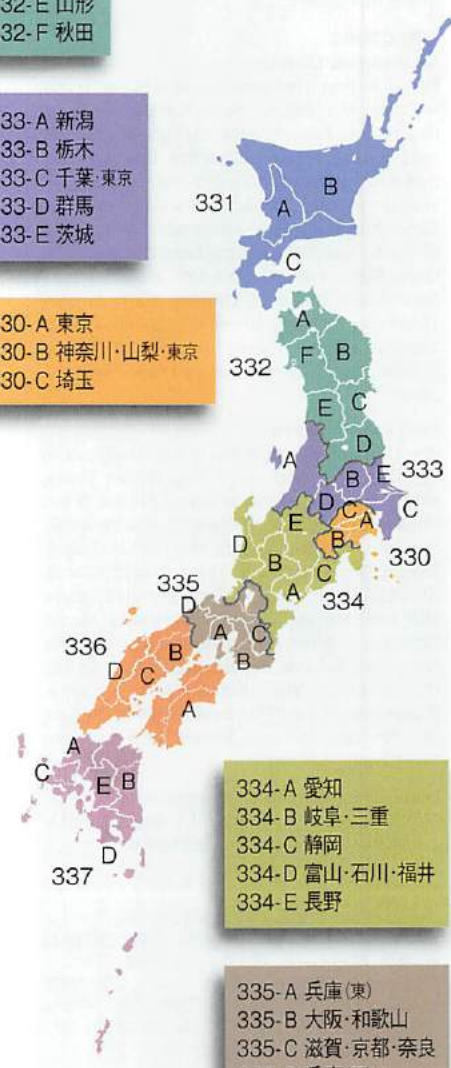 32-E 山形
32-F 秋田
33-A 新潟
33-B 栃木
33-C 千葉·東京
33-D 群馬
33-E 茨城
30-A 東京
30-B 神奈川·山梨·東京
30-C 埼玉
331
A
B
C
332
A
F
B
E
C
D
333
A
B
E
D
C
330
C
A
B
334
E
D
B
C
A
335
D
A
C
B
336
B
D
C
A
337
A
C
E
B
D
334-A 愛知
334-B 岐阜·三重
334-C 静岡
334-D 富山·石川·福井
334-E 長野
335-A 兵庫(東)
335-B 大阪·和歌山
335-C 滋賀·京都·奈良